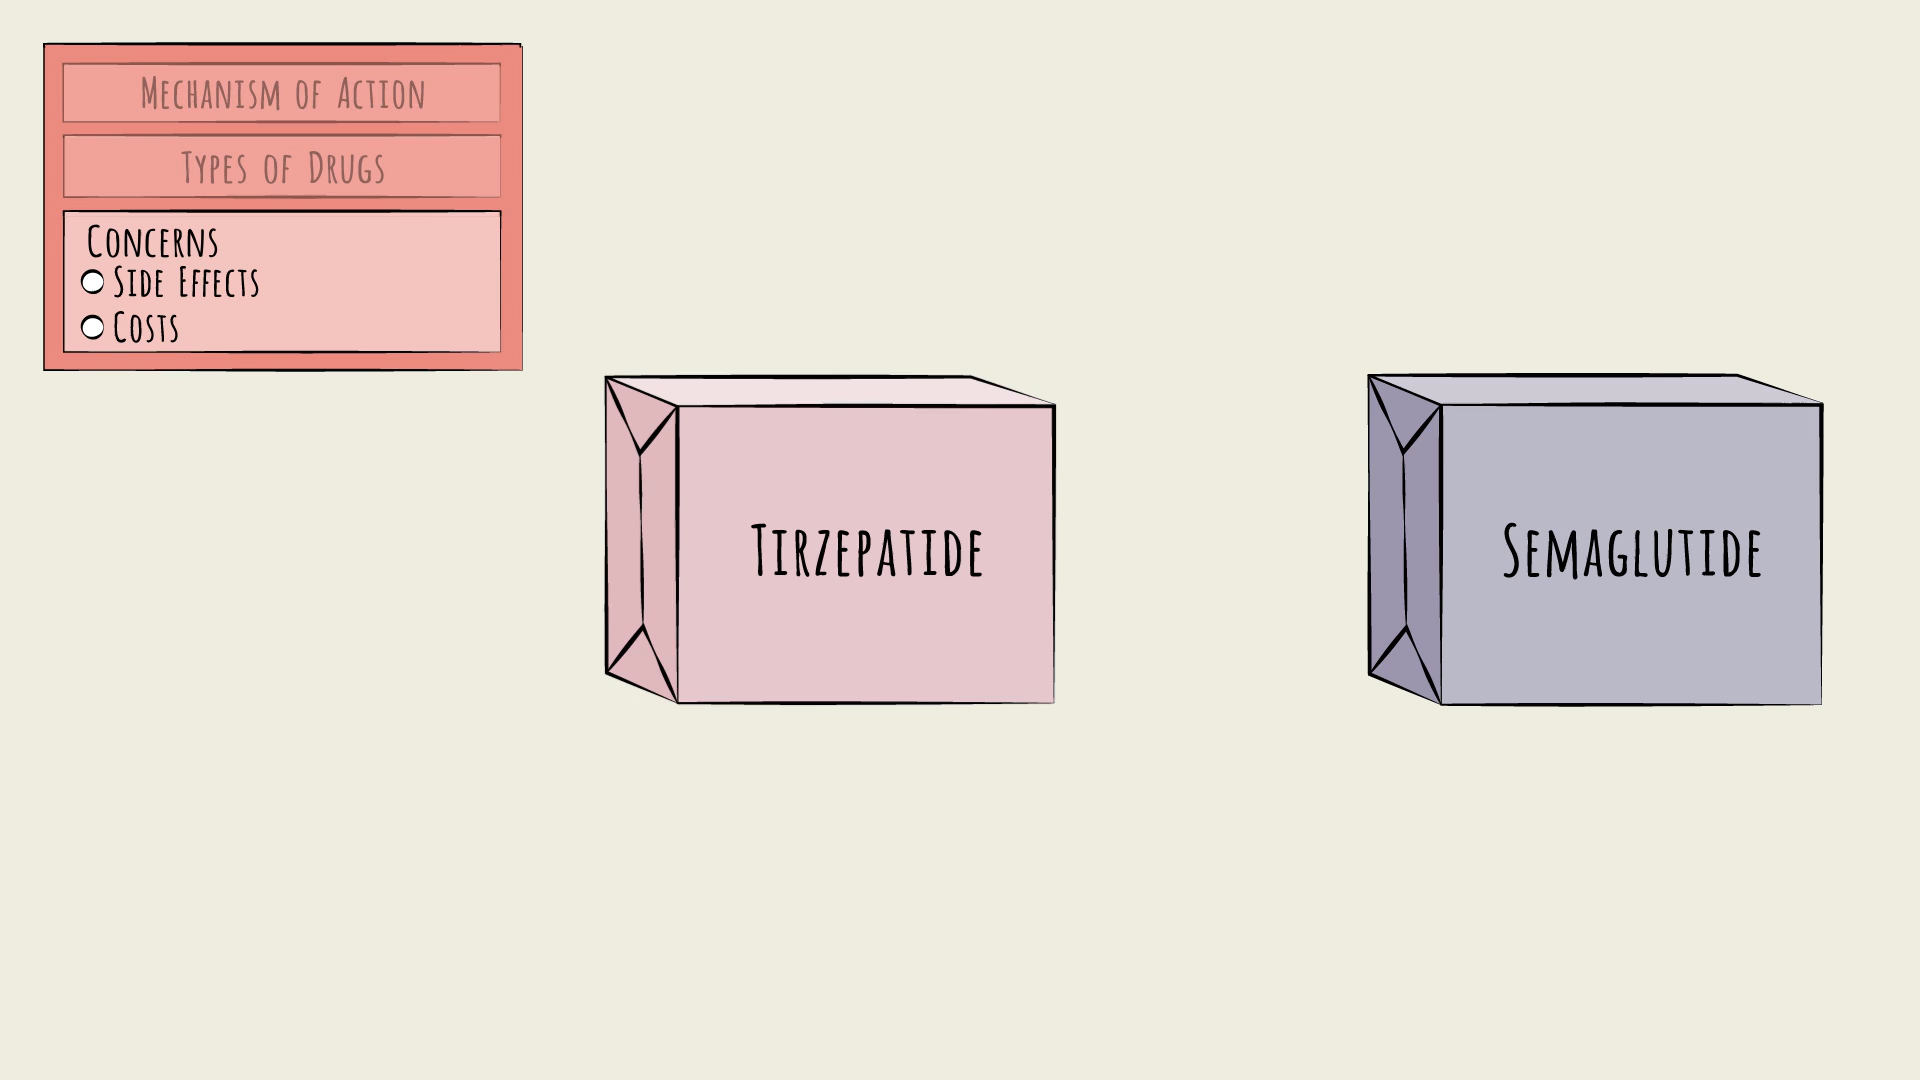 Mechanism of Action
Types of Drugs
Concerns
Side Effects
Costs
Tirzepatide
Semaglutide